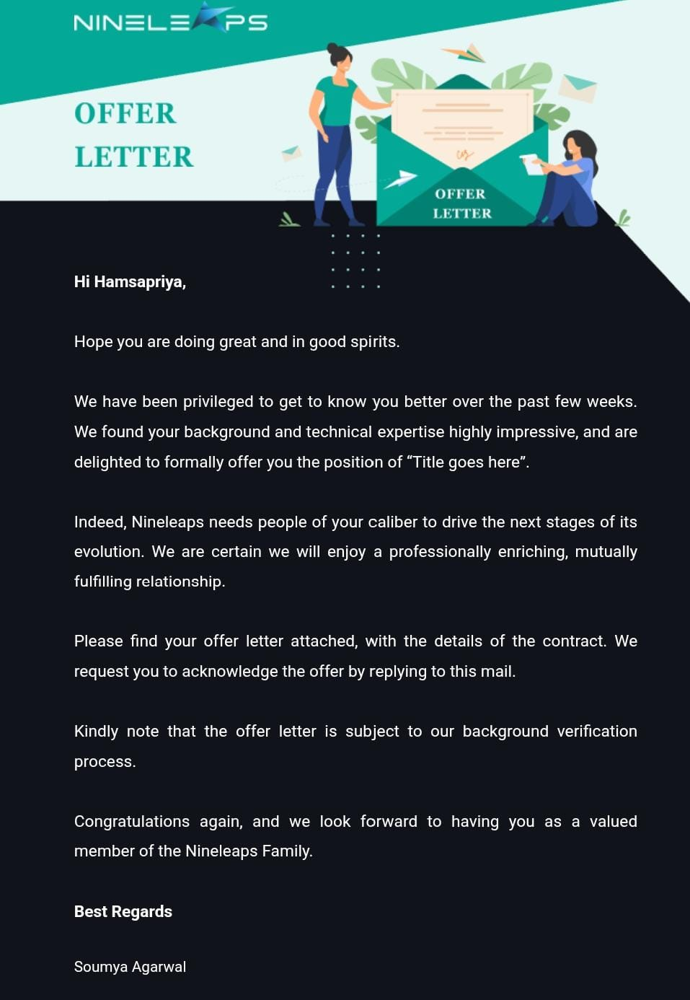 NINELEAPS
OFFER
LETTER
OFFER
LETTER
Hi Hamsapriya,
Hope you are doing great and in good spirits.
We have been privileged to get to know you better over the past few weeks.
We found your background and technical expertise highly impressive, and are
delighted to formally offer you the position of “Title goes here”.
Indeed, Nineleaps needs people of your caliber to drive the next stages of its
evolution. We are certain we will enjoy a professionally enriching, mutually
fulfilling relationship.
Please find your offer letter attached, with the details of the contract. We
request you to acknowledge the offer by replying to this mail.
Kindly note that the offer letter is subject to our background verification
process.
Congratulations again, and we look forward to having you as a valued
member of the Nineleaps Family.
Best Regards
Soumya Agarwal